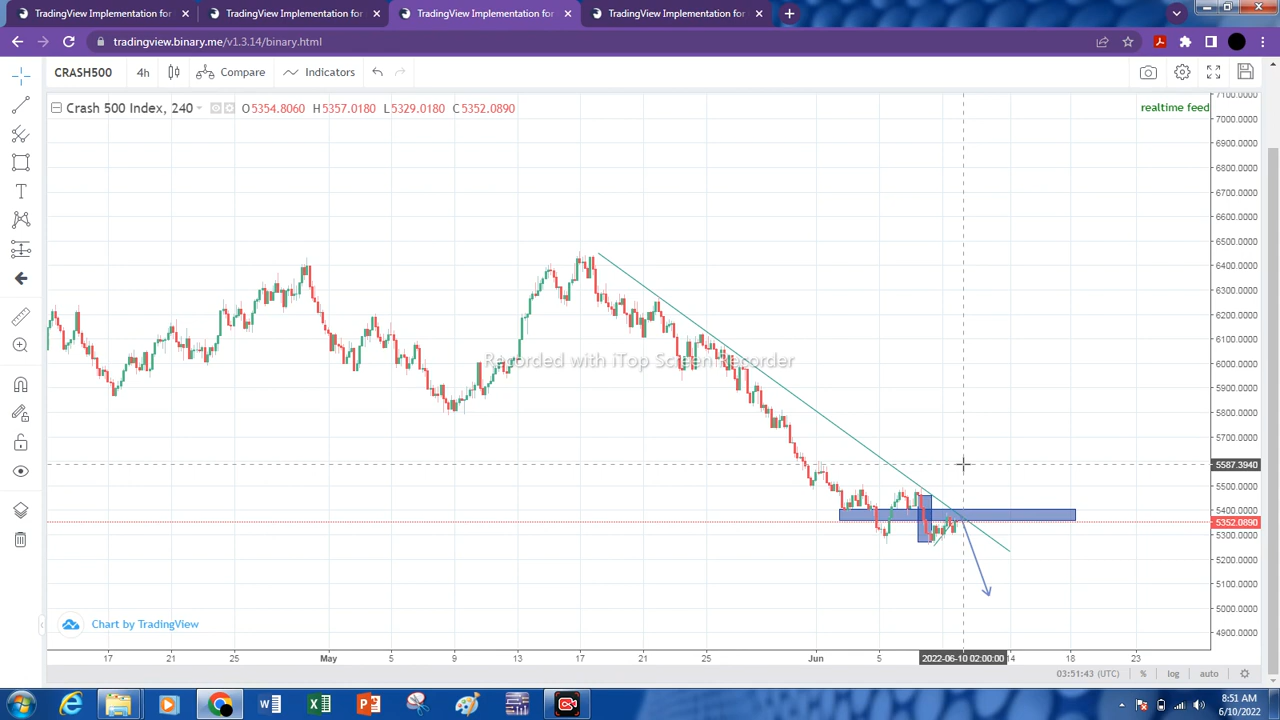 TradingView Implementation for
TradingView Implementation for
TradingView Implementation for
TradingView Implementation for
tradingview.binary.me/v1.3.14/binary.html
CRASH500
4h
Compare
Indicators
Crash 500 Index, 240
O5354.8060 H5357.0180 L5329.0180 C5352.0890
realtime feed
7100.0000
7000.0000
6900.0000
6800.0000
6700.0000
6600.0000
6500.0000
6400.0000
6300.0000
6200.0000
6100.0000
6000.0000
5900.0000
5800.0000
5700.0000
5587.3940
5500.0000
5400.0000
5352.0890
5300.0000
5200.0000
5100.0000
5000.0000
4900.0000
Recorded with iTop Screen Recorder
Chart by TradingView
17 21 25 May 5 9 13 17 21 25 Jun 5 2022-06-10 02:00:00 14 18 23
03:51:43 (UTC) % log auto
8:51 AM
6/10/2022